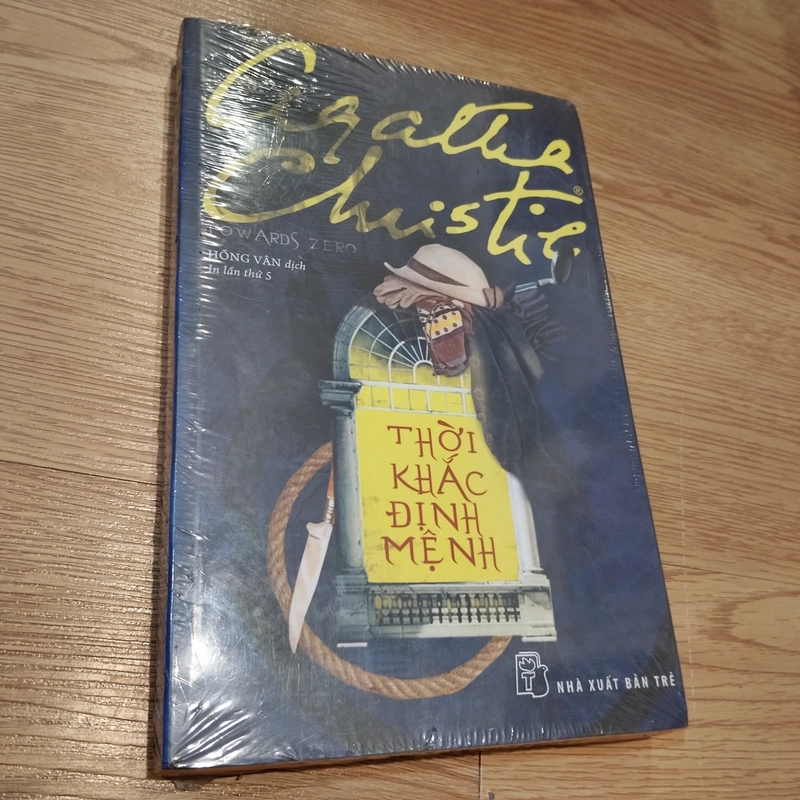 Agatha
Christie®
TOWARDS ZERO
HỒNG VÂN dịch
In lần thứ 5
THỜI
KHẮC
ĐỊNH
MỆNH
T
NHÀ XUẤT BẢN TRẺ